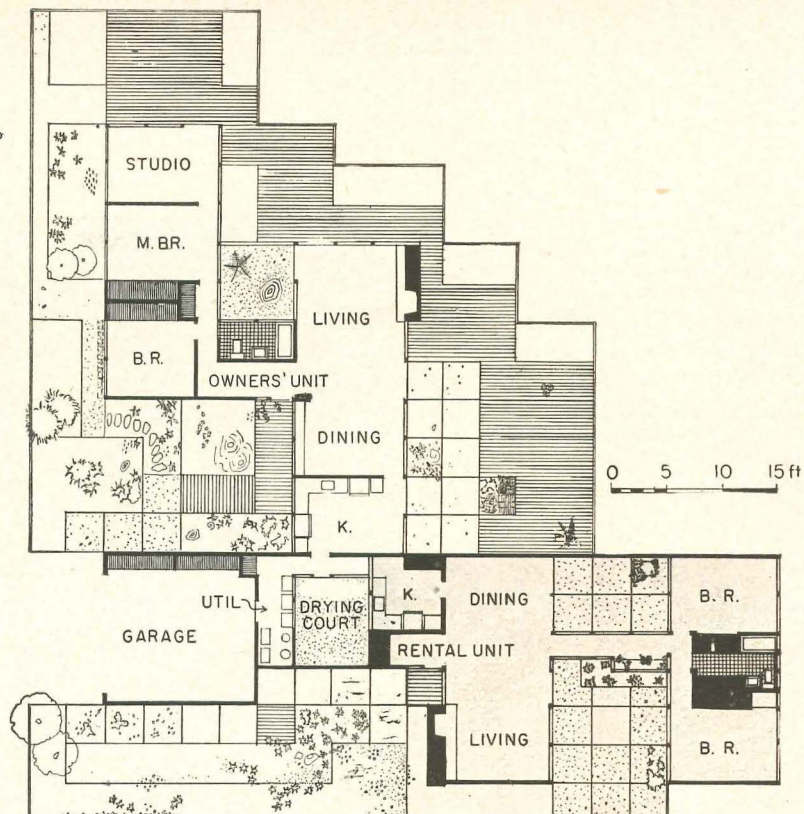 STUDIO
M. BR.
LIVING
B.R.
OWNERS' UNIT
DINING
0 5 10 15 ft
K.
UTIL
DRYING
COURT
K.
DINING
B. R.
GARAGE
RENTAL UNIT
LIVING
B. R.